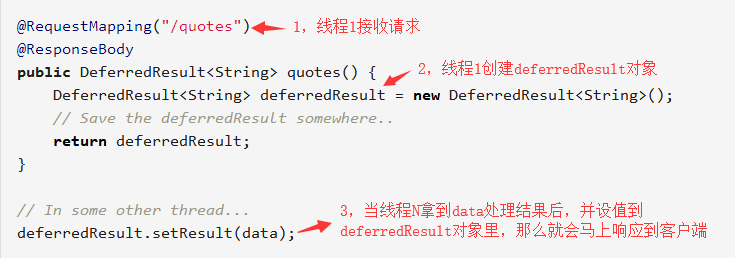 @RequestMapping("/quotes") 1，线程1接收请求
@ResponseBody
public DeferredResult<String> quotes() { 2，线程1创建deferredResult对象
DeferredResult<String> deferredResult = new DeferredResult<String>();
// Save the deferredResult somewhere..
return deferredResult;
}
// In some other thread... 3，当线程N拿到data处理结果后，并设值到
deferredResult.setResult(data); deferredResult对象里，那么就会马上响应到客户端